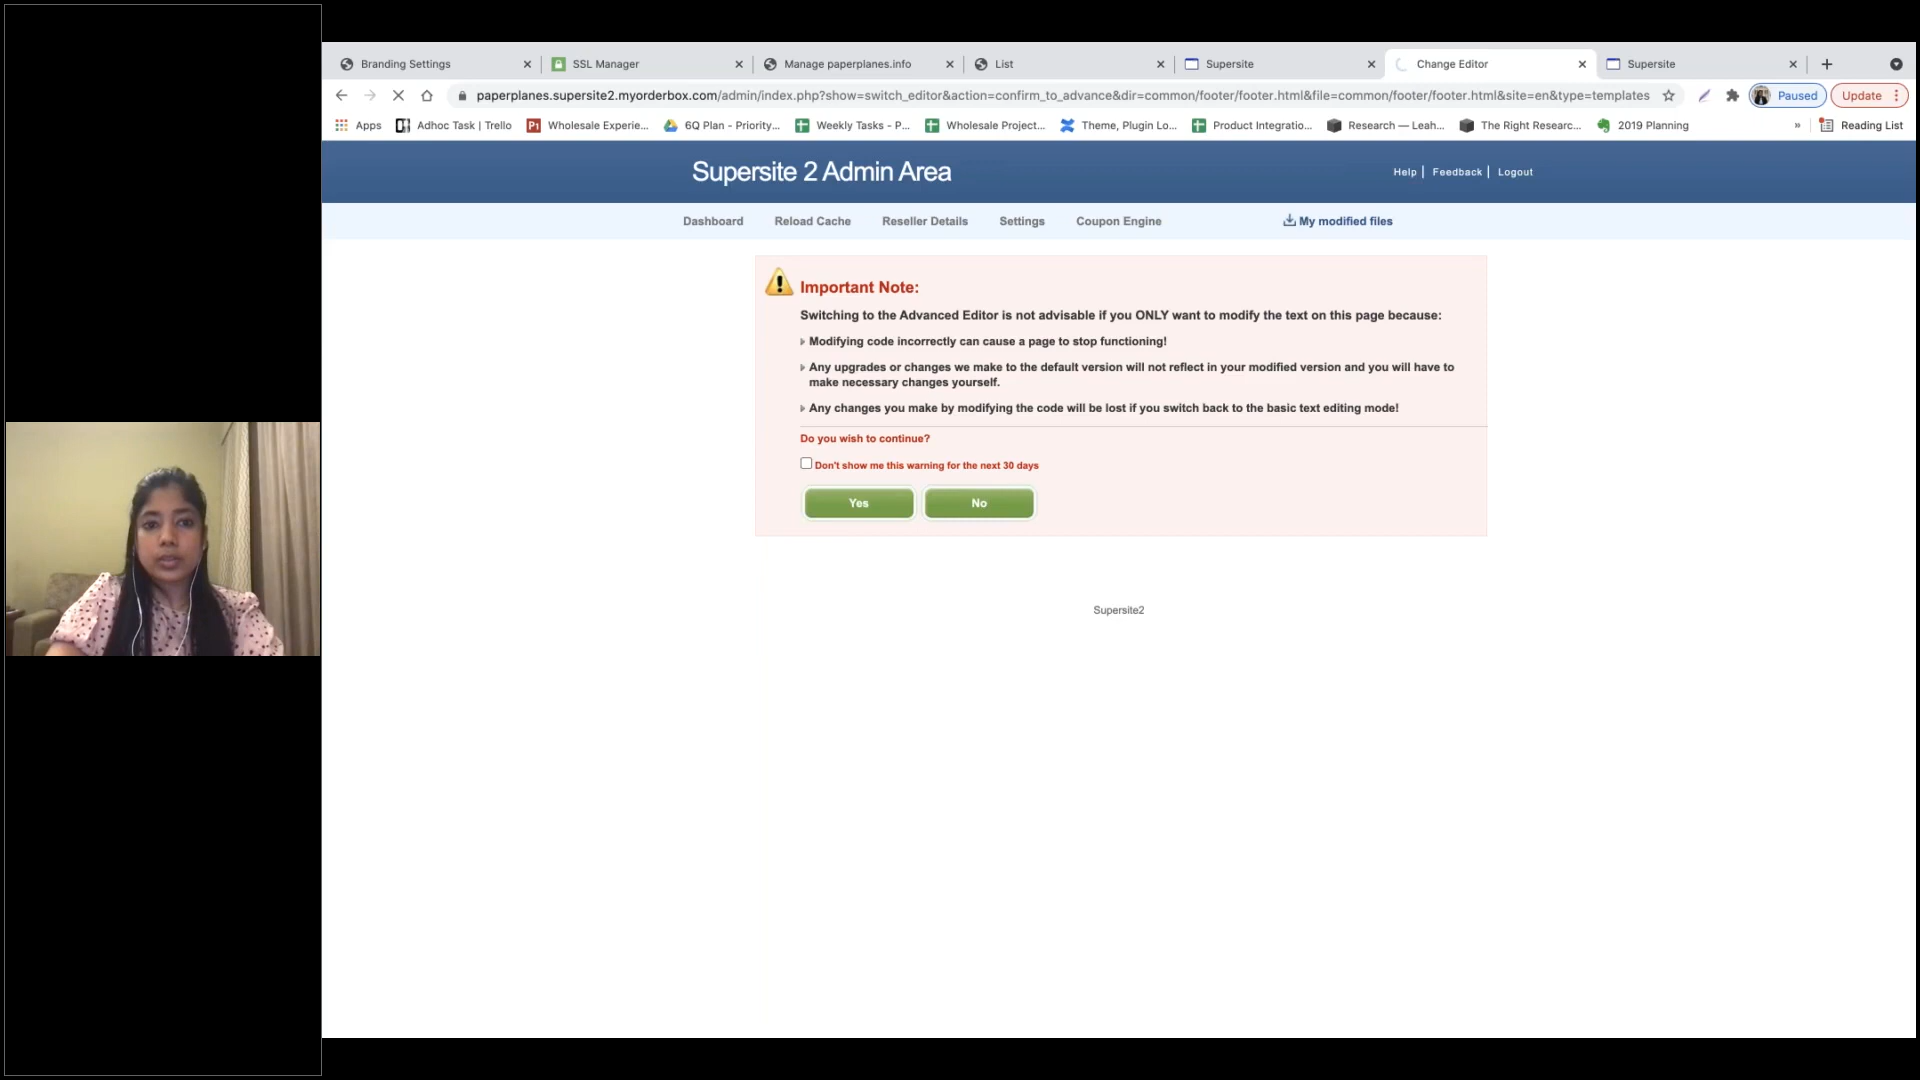 Branding Settings
SSL Manager
Manage paperplanes.info
List
Supersite
Change Editor
Supersite
paperplanes.supersite2.myorderbox.com/admin/index.php?show=switch_editor&action=confirm_to_advance&dir=common/footer/footer.html&file=common/footer/footer.html&site=en&type=templates
Paused
Update
Apps
Adhoc Task | Trello
Wholesale Experie...
6Q Plan - Priority...
Weekly Tasks - P...
Wholesale Project...
Theme, Plugin Lo...
Product Integratio...
Research — Leah...
The Right Researc...
2019 Planning
»
Reading List
Supersite 2 Admin Area
Help | Feedback | Logout
Dashboard
Reload Cache
Reseller Details
Settings
Coupon Engine
My modified files
Important Note:
Switching to the Advanced Editor is not advisable if you ONLY want to modify the text on this page because:
Modifying code incorrectly can cause a page to stop functioning!
Any upgrades or changes we make to the default version will not reflect in your modified version and you will have to
make necessary changes yourself.
Any changes you make by modifying the code will be lost if you switch back to the basic text editing mode!
Do you wish to continue?
Don't show me this warning for the next 30 days
Yes
No
Supersite2